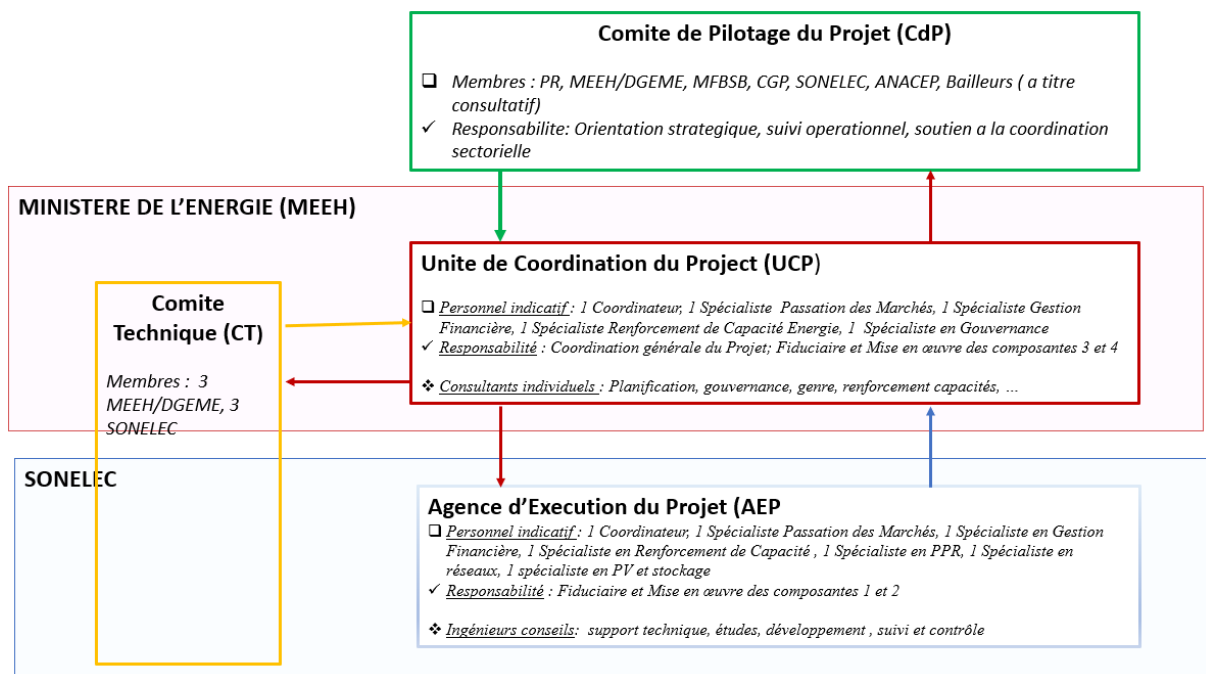 Comite de Pilotage du Projet (CdP)
❑ Membres : PR, MEEH/DGEME, MFBSB, CGP, SONELEC, ANACEP, Bailleurs ( a titre
consultatif)
✓ Responsabilite: Orientation strategique, suivi operationnel, soutien a la coordination
sectorielle
MINISTERE DE L'ENERGIE (MEEH)
Unite de Coordination du Project (UCP)
❑ Personnel indicatif : 1 Coordinateur, 1 Spécialiste Passation des Marchés, 1 Spécialiste Gestion
Financière, 1 Spécialiste Renforcement de Capacité Energie, 1 Spécialiste en Gouvernance
✓ Responsabilité : Coordination générale du Projet; Fiduciaire et Mise en œuvre des composantes 3 et 4
❖ Consultants individuels : Planification, gouvernance, genre, renforcement capacités, …
Comite
Technique (CT)
Membres : 3
MEEH/DGEME, 3
SONELEC
SONELEC
Agence d'Execution du Projet (AEP
❑ Personnel indicatif : 1 Coordinateur, 1 Spécialiste Passation des Marchés, 1 Spécialiste en Gestion
Financière, 1 Spécialiste en Renforcement de Capacité , 1 Spécialiste en PPR, 1 Spécialiste en
réseaux, 1 spécialiste en PV et stockage
✓ Responsabilité : Fiduciaire et Mise en œuvre des composantes 1 et 2
❖ Ingénieurs conseils: support technique, études, développement , suivi et contrôle